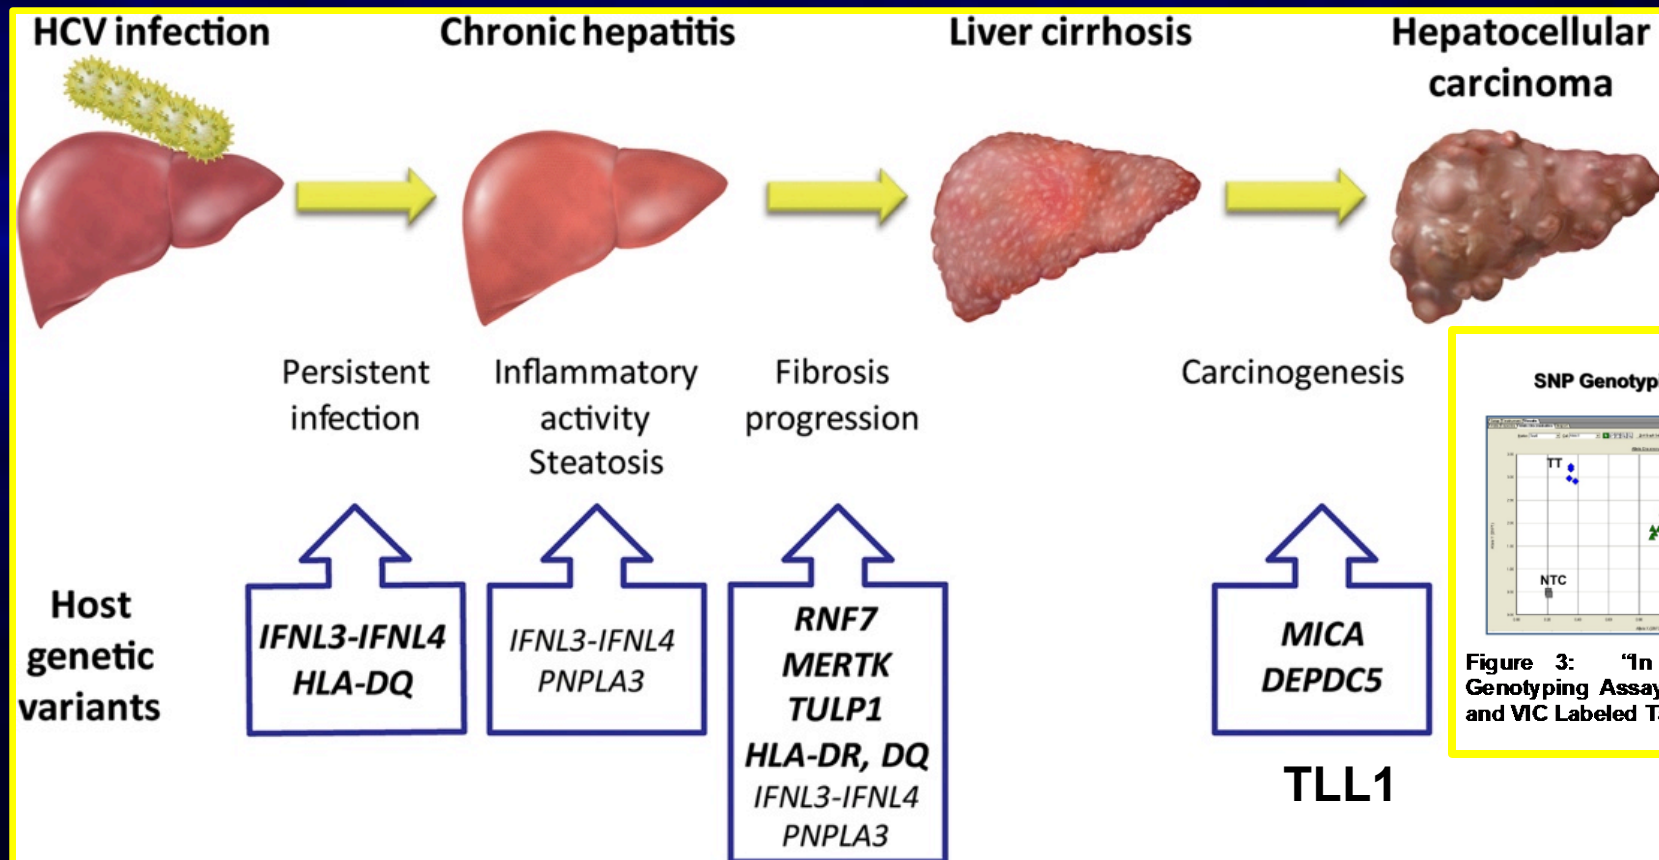 HCV infection
Chronic hepatitis
Liver cirrhosis
Hepatocellular
carcinoma
Persistent
infection
Inflammatory
activity
Steatosis
Fibrosis
progression
Carcinogenesis
Host
genetic
variants
IFNL3-IFNL4
HLA-DQ
IFNL3-IFNL4
PNPLA3
RNF7
MERTK
TULP1
HLA-DR, DQ
IFNL3-IFNL4
PNPLA3
MICA
DEPDC5
TLL1
SNP Genotypi
TT
NTC
Figure 3: “In
Genotyping Assay
and VIC Labeled T